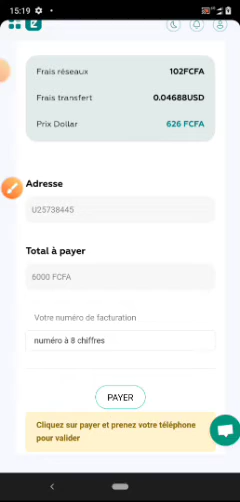 15:19
Frais réseaux 102FCFA
Frais transfert 0.04688USD
Prix Dollar 626 FCFA
Adresse
U25738445
Total à payer
6000 FCFA
Votre numéro de facturation
numéro à 8 chiffres
PAYER
Cliquez sur payer et prenez votre téléphone
pour valider